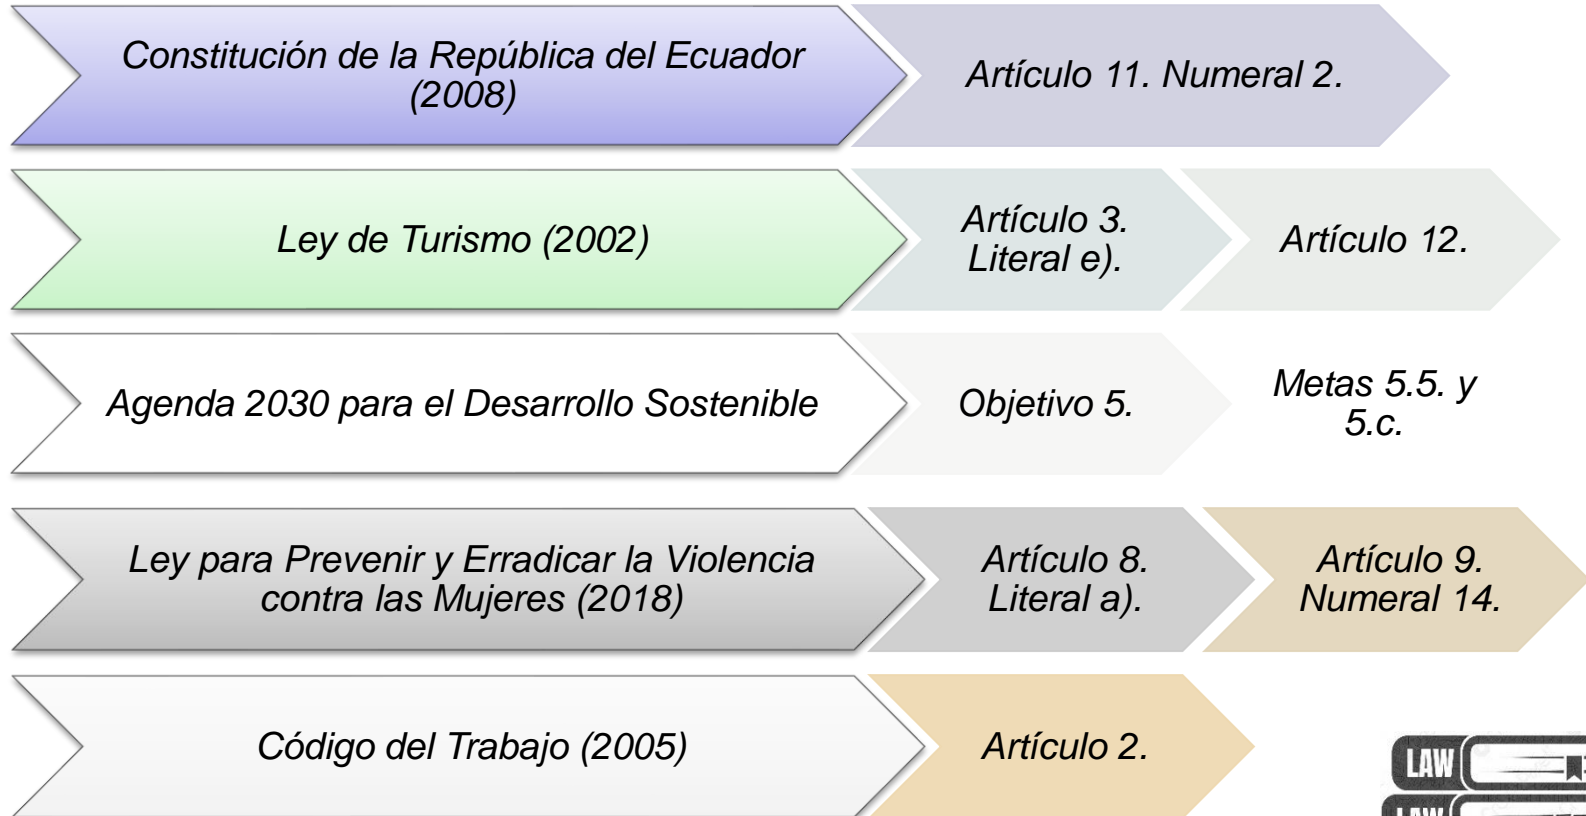 Constitución de la República del Ecuador
(2008)
Artículo 11. Numeral 2.
Ley de Turismo (2002)
Artículo 3.
Literal e).
Artículo 12.
Agenda 2030 para el Desarrollo Sostenible
Objetivo 5.
Metas 5.5. y
5.c.
Ley para Prevenir y Erradicar la Violencia
contra las Mujeres (2018)
Artículo 8.
Literal a).
Artículo 9.
Numeral 14.
Código del Trabajo (2005)
Artículo 2.
LAW
LAW